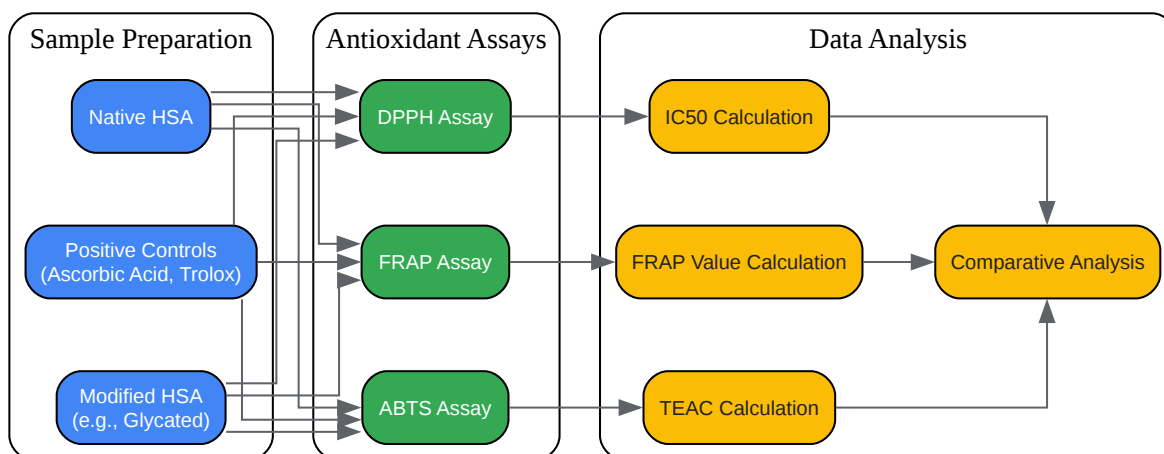 Sample Preparation
Antioxidant Assays
Data Analysis
Native HSA
DPPH Assay
IC50 Calculation
Positive Controls
(Ascorbic Acid, Trolox)
FRAP Assay
FRAP Value Calculation
Comparative Analysis
Modified HSA
(e.g., Glycated)
ABTS Assay
TEAC Calculation